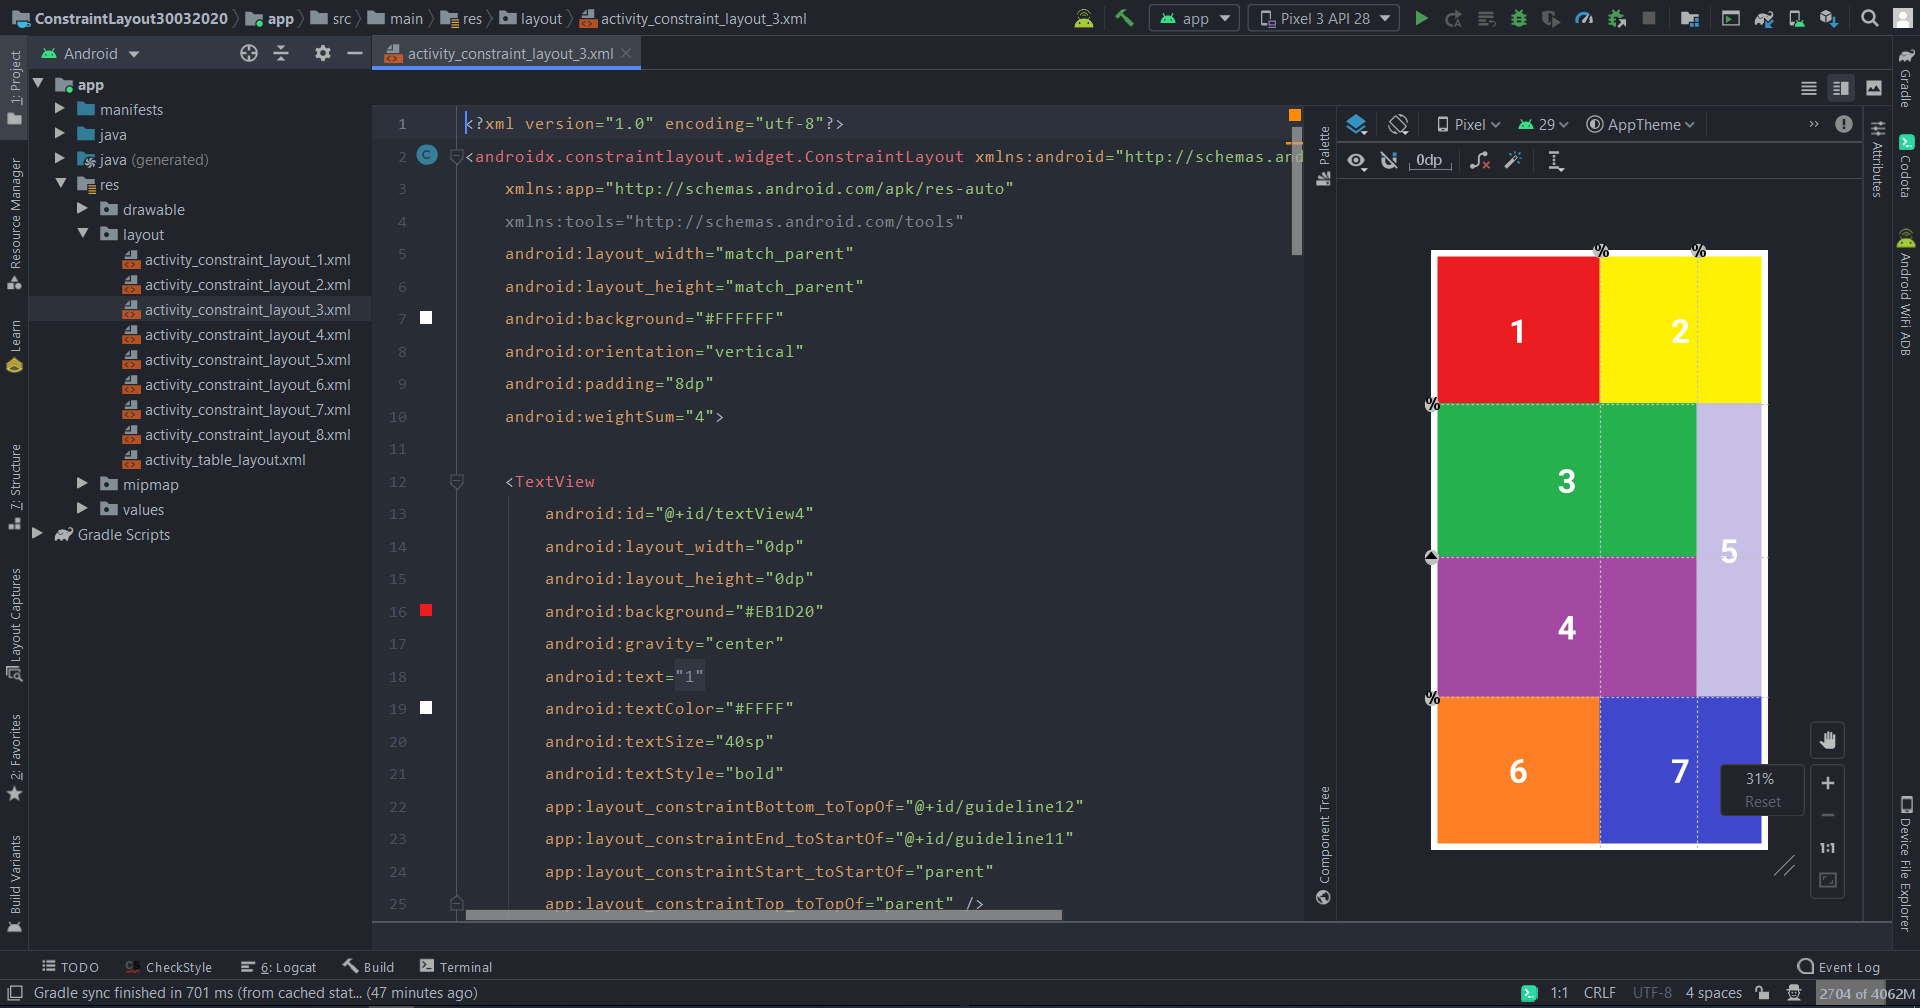 ConstraintLayout30032020 app src main res layout activity_constraint_layout_3.xml
app Pixel 3 API 28
Android
activity_constraint_layout_3.xml
1: Project
Resource Manager
Learn
7: Structure
Layout Captures
2: Favorites
Build Variants
app
manifests
java
java (generated)
res
drawable
layout
activity_constraint_layout_1.xml
activity_constraint_layout_2.xml
activity_constraint_layout_3.xml
activity_constraint_layout_4.xml
activity_constraint_layout_5.xml
activity_constraint_layout_6.xml
activity_constraint_layout_7.xml
activity_constraint_layout_8.xml
activity_table_layout.xml
mipmap
values
Gradle Scripts
1 <?xml version="1.0" encoding="utf-8"?>
2 C <androidx.constraintlayout.widget.ConstraintLayout xmlns:android="http://schemas.and
3 xmlns:app="http://schemas.android.com/apk/res-auto"
4 xmlns:tools="http://schemas.android.com/tools"
5 android:layout_width="match_parent"
6 android:layout_height="match_parent"
7 android:background="#FFFFFF"
8 android:orientation="vertical"
9 android:padding="8dp"
10 android:weightSum="4">
11
12 <TextView
13 android:id="@+id/textView4"
14 android:layout_width="0dp"
15 android:layout_height="0dp"
16 android:background="#EB1D20"
17 android:gravity="center"
18 android:text="1"
19 android:textColor="#FFFF"
20 android:textSize="40sp"
21 android:textStyle="bold"
22 app:layout_constraintBottom_toTopOf="@+id/guideline12"
23 app:layout_constraintEnd_toStartOf="@+id/guideline11"
24 app:layout_constraintStart_toStartOf="parent"
25 app:layout_constraintTop_toTopOf="parent" />
Palette
Component Tree
Pixel 29 AppTheme »
0dp
% %
1 2
%
3
5
4
%
6 7
31%
Reset
1:1
Attributes
Gradle
Codota
Android WiFi ADB
Device File Explorer
TODO CheckStyle 6: Logcat Build Terminal Event Log
Gradle sync finished in 701 ms (from cached stat... (47 minutes ago) 1:1 CRLF UTF-8 4 spaces 2704 of 4062M